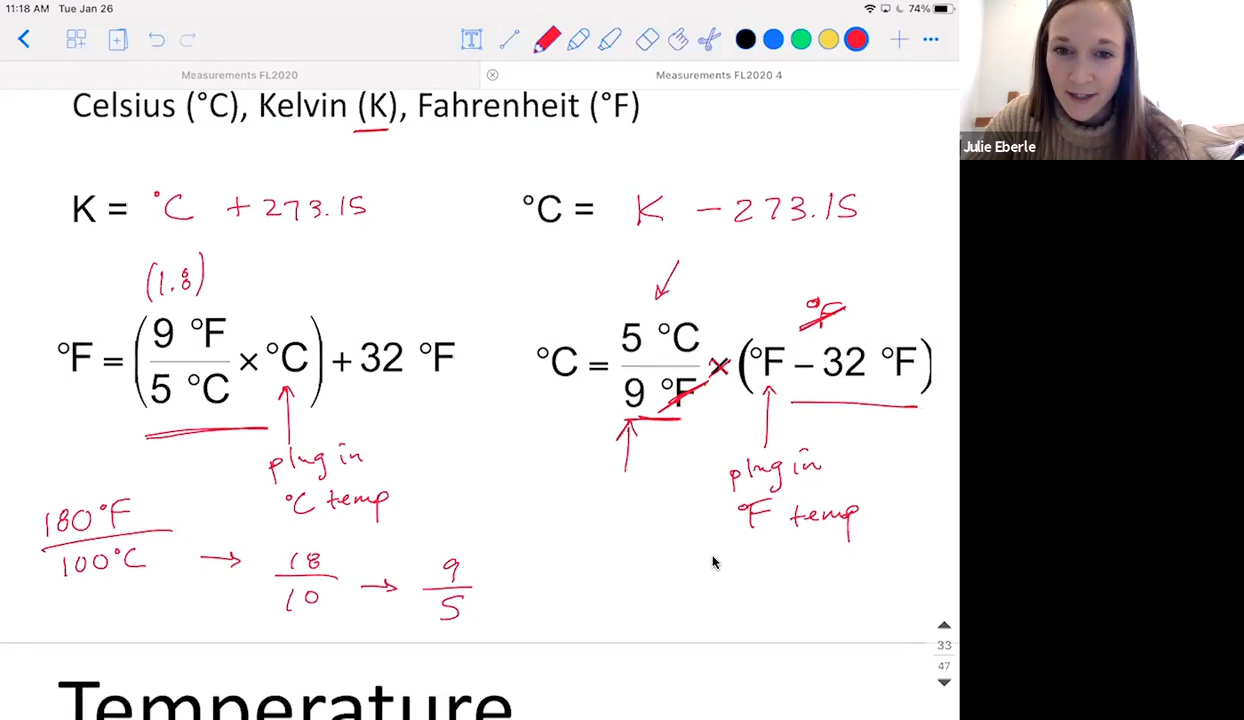 11:18 AM Tue Jan 26
74%
Measurements FL2020
Measurements FL2020 4
Julie Eberle
Celsius (°C), Kelvin (K), Fahrenheit (°F)
K = °C + 273.15
°C = K - 273.15
(1.8)
°F = (9 °F / 5 °C × °C) + 32 °F
°F
°C = 5 °C / 9 °F × (°F – 32 °F)
plug in
°C temp
plug in
°F temp
180°F / 100°C → 18 / 10 → 9 / 5
33
47
Temperature